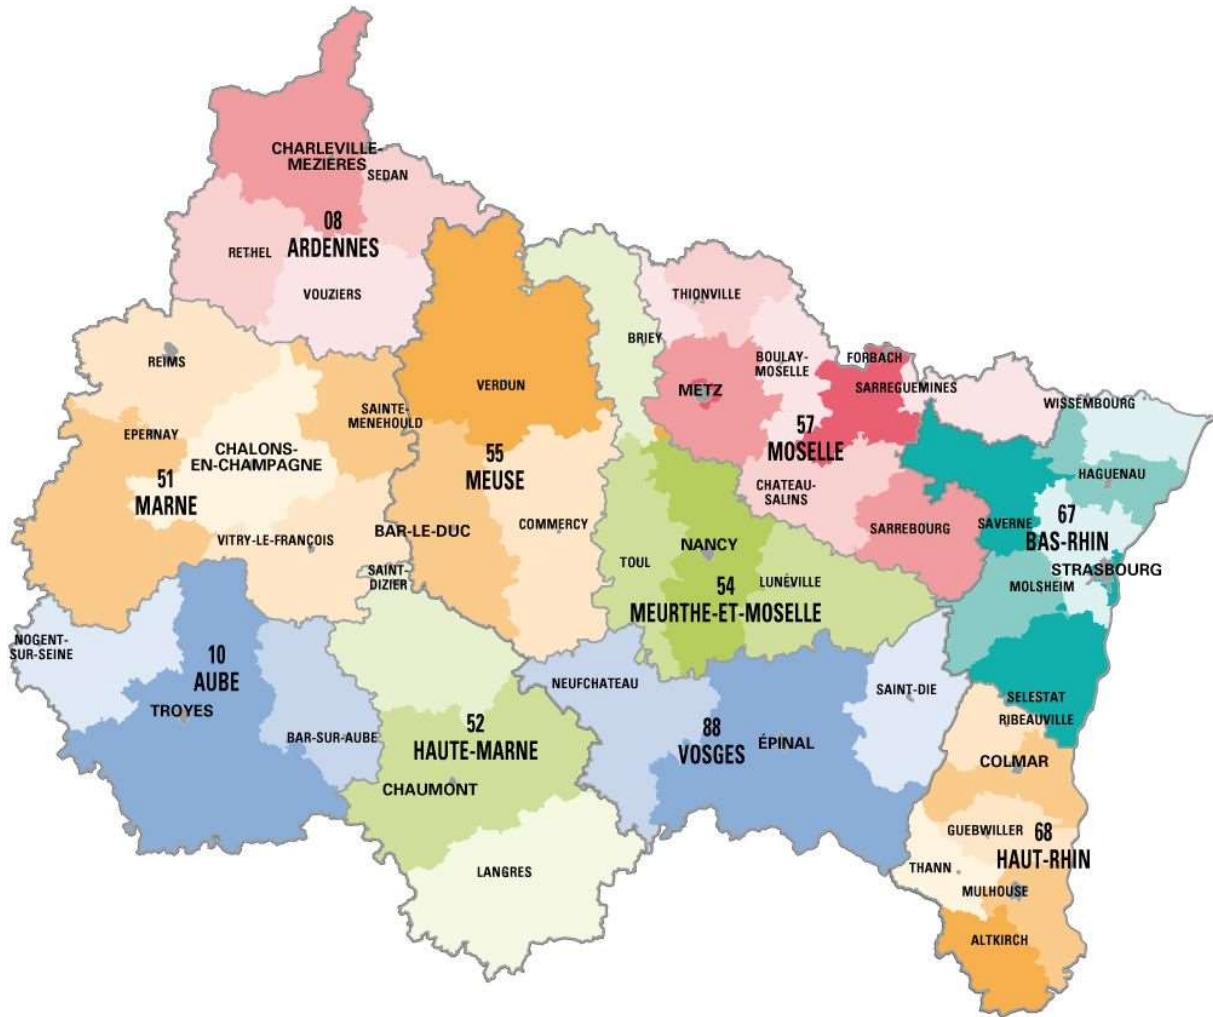 CHARLEVILLE-
MEZIÈRES
SEDAN
08
ARDENNES
RETHEL
VOUZIERS
THIONVILLE
BRIEY
REIMS
BOULAY-
MOSELLE
FORBACH
VERDUN
METZ
SARREGUEMINES
WISSEMBOURG
SAINTE-
MENEHOULD
EPERNAY
57
MOSELLE
CHALONS-
EN-CHAMPAGNE
55
MEUSE
51
MARNE
HAGUENAU
CHATEAU-
SALINS
67
BAS-RHIN
COMMERCY
BAR-LE-DUC
SARREBOURG
SAVERNE
VITRY-LE-FRANÇOIS
NANCY
TOUL
STRASBOURG
SAINT-
DIZIER
LUNÉVILLE
MOLSHEIM
54
MEURTHE-ET-MOSELLE
NOGENT-
SUR-SEINE
10
AUBE
NEUFCHATEAU
SAINT-DIE
SELESTAT
TROYES
RIBEAUVILLE
52
HAUTE-MARNE
88
VOSGES
BAR-SUR-AUBE
ÉPINAL
COLMAR
CHAUMONT
GUEBWILLER
68
HAUT-RHIN
LANGRES
THANN
MULHOUSE
ALTKIRCH